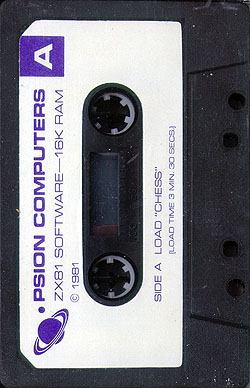 A
PSION COMPUTERS
ZX81 SOFTWARE—16K RAM
© 1981
SIDE A LOAD "CHESS"
[LOAD TIME 3 MIN. 30 SECS.]